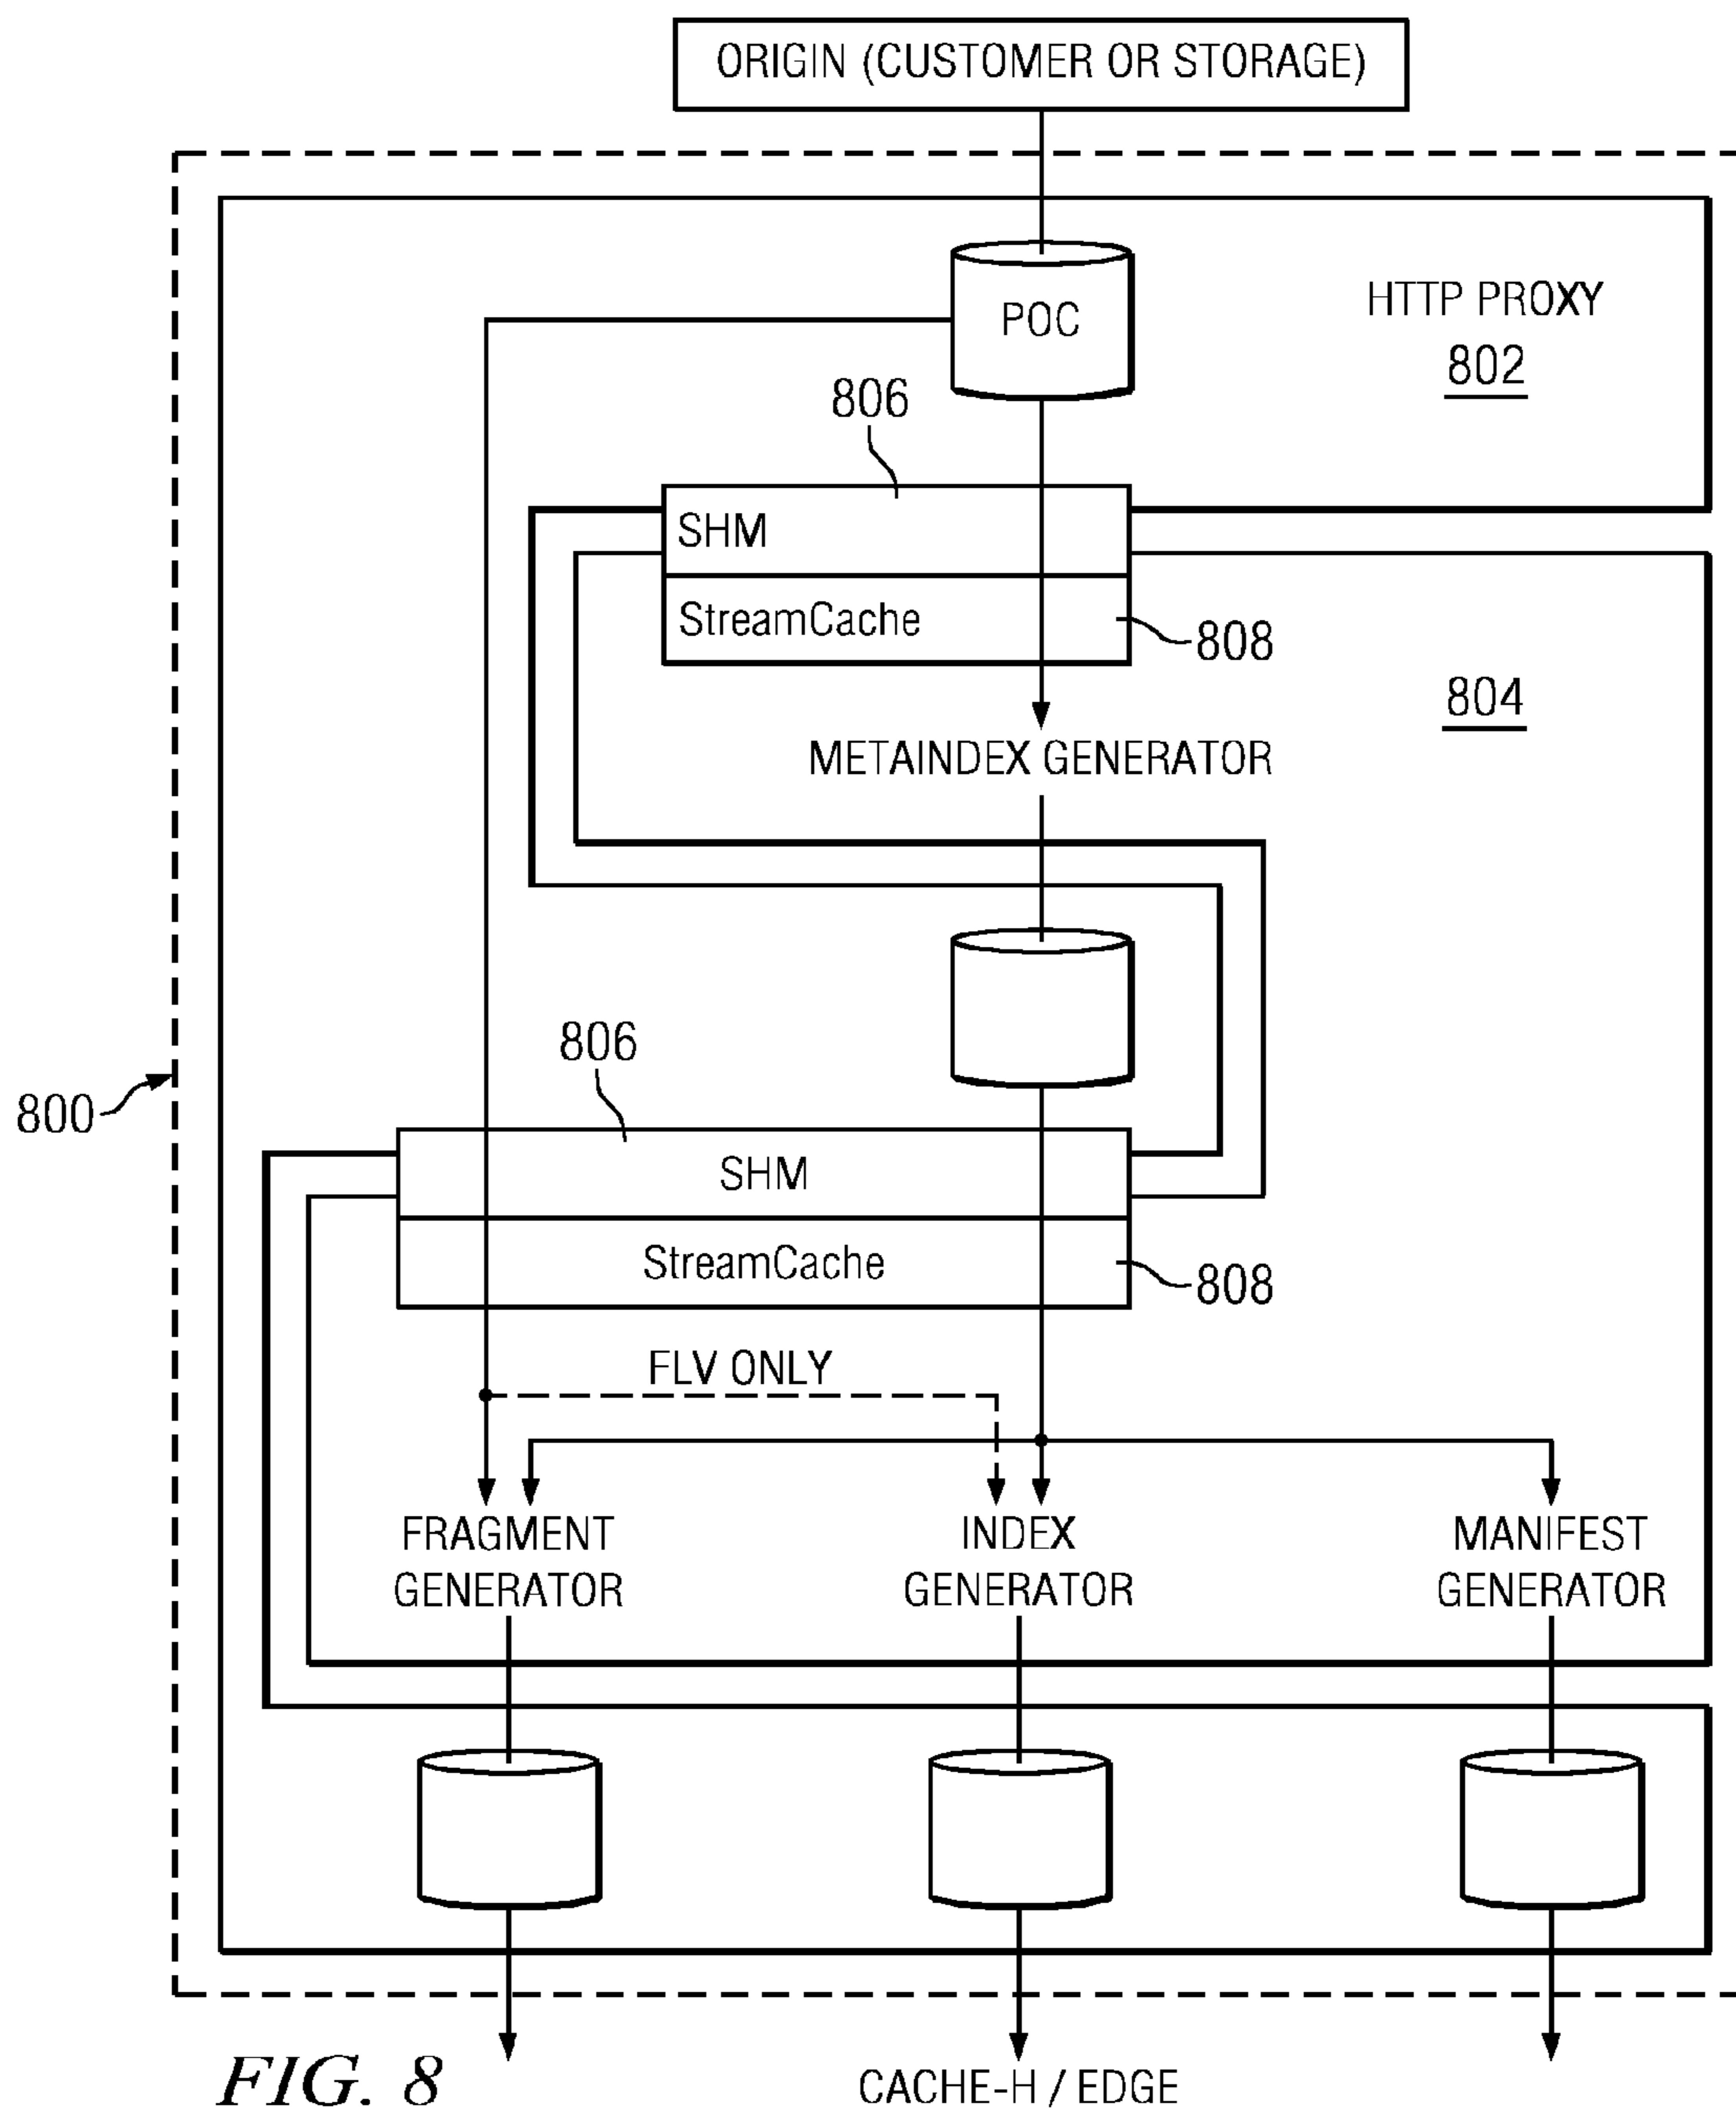 ORIGIN (CUSTOMER OR STORAGE)
POC
HTTP PROXY
802
806
SHM
StreamCache
808
804
METAINDEX GENERATOR
806
800
SHM
StreamCache
808
FLV ONLY
FRAGMENT
GENERATOR
INDEX
GENERATOR
MANIFEST
GENERATOR
FIG. 8
CACHE-H / EDGE